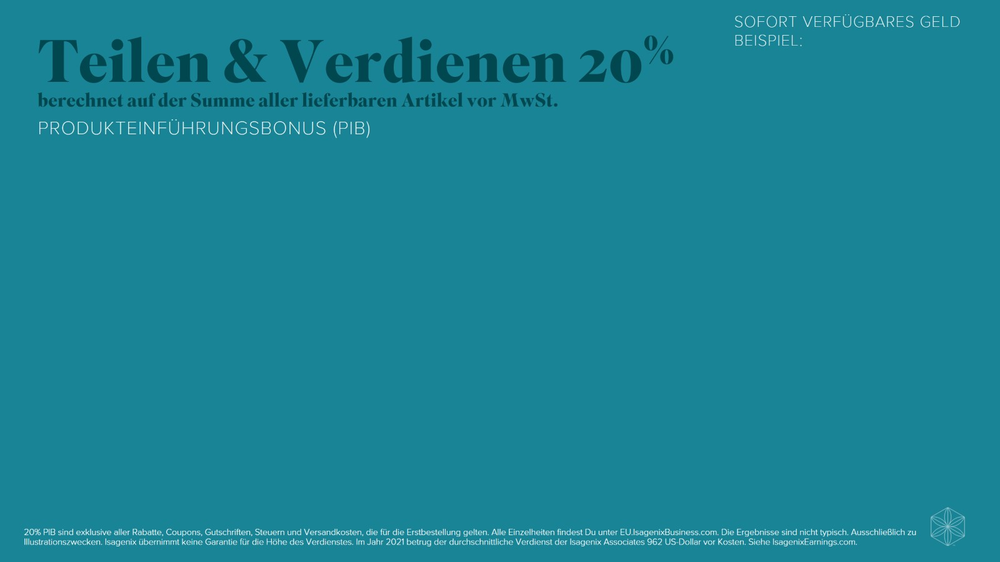 Teilen & Verdienen 20%
berechnet auf der Summe aller lieferbaren Artikel vor MwSt.
PRODUKTEINFÜHRUNGSBONUS (PIB)
SOFORT VERFÜGBARES GELD
BEISPIEL:
20% PIB sind exklusive aller Rabatte, Coupons, Gutschriften, Steuern und Versandkosten, die für die Erstbestellung gelten. Alle Einzelheiten findest Du unter EU.IsagenixBusiness.com. Die Ergebnisse sind nicht typisch. Ausschließlich zu
Illustrationszwecken. Isagenix übernimmt keine Garantie für die Höhe des Verdienstes. Im Jahr 2021 betrug der durchschnittliche Verdienst der Isagenix Associates 962 US-Dollar vor Kosten. Siehe IsagenixEarnings.com.